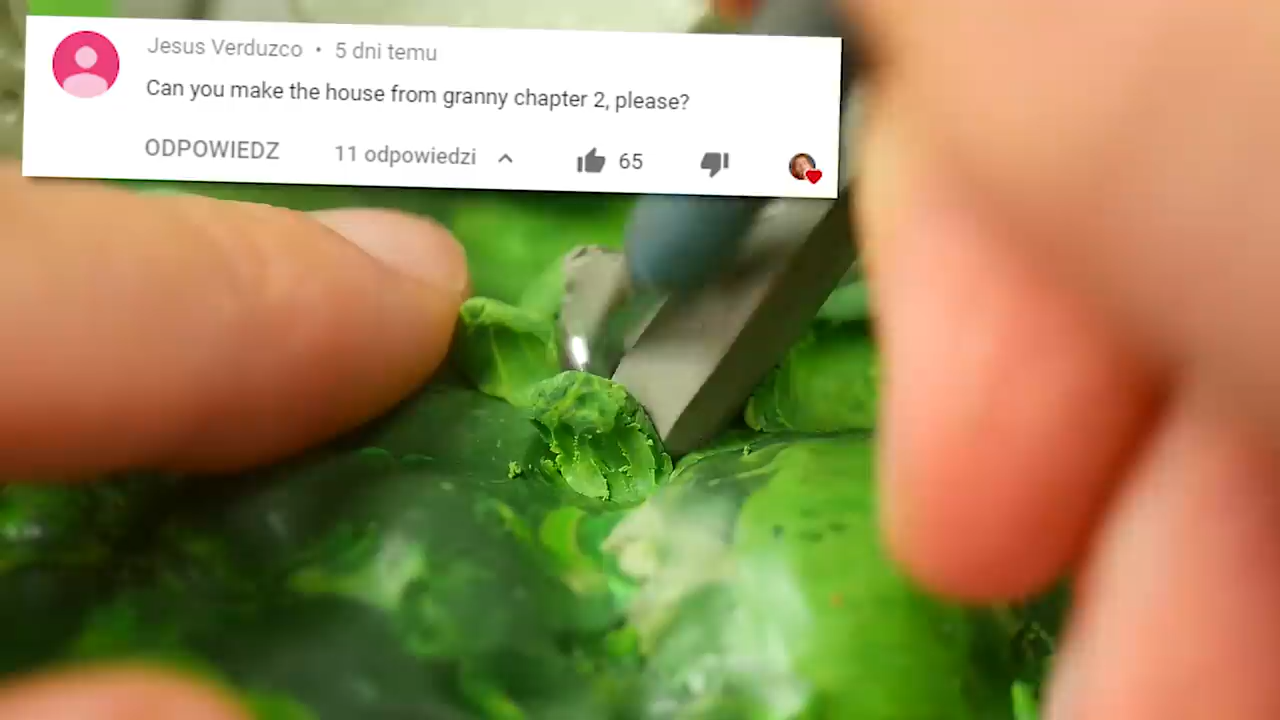 Jesus Verduzco • 5 dni temu
Can you make the house from granny chapter 2, please?
ODPOWIEDZ 11 odpowiedzi 65